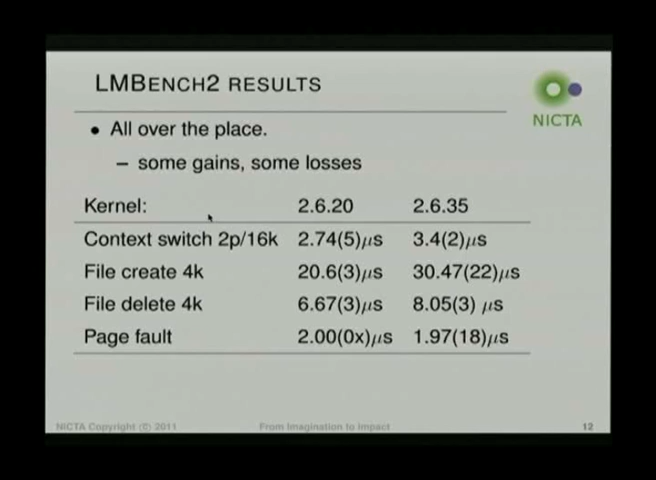 LMBENCH2 RESULTS
NICTA
• All over the place.
– some gains, some losses
Kernel: 2.6.20 2.6.35
Context switch 2p/16k 2.74(5)μs 3.4(2)μs
File create 4k 20.6(3)μs 30.47(22)μs
File delete 4k 6.67(3)μs 8.05(3) μs
Page fault 2.00(0x)μs 1.97(18)μs
NICTA Copyright © 2011 From Imagination to Impact 12